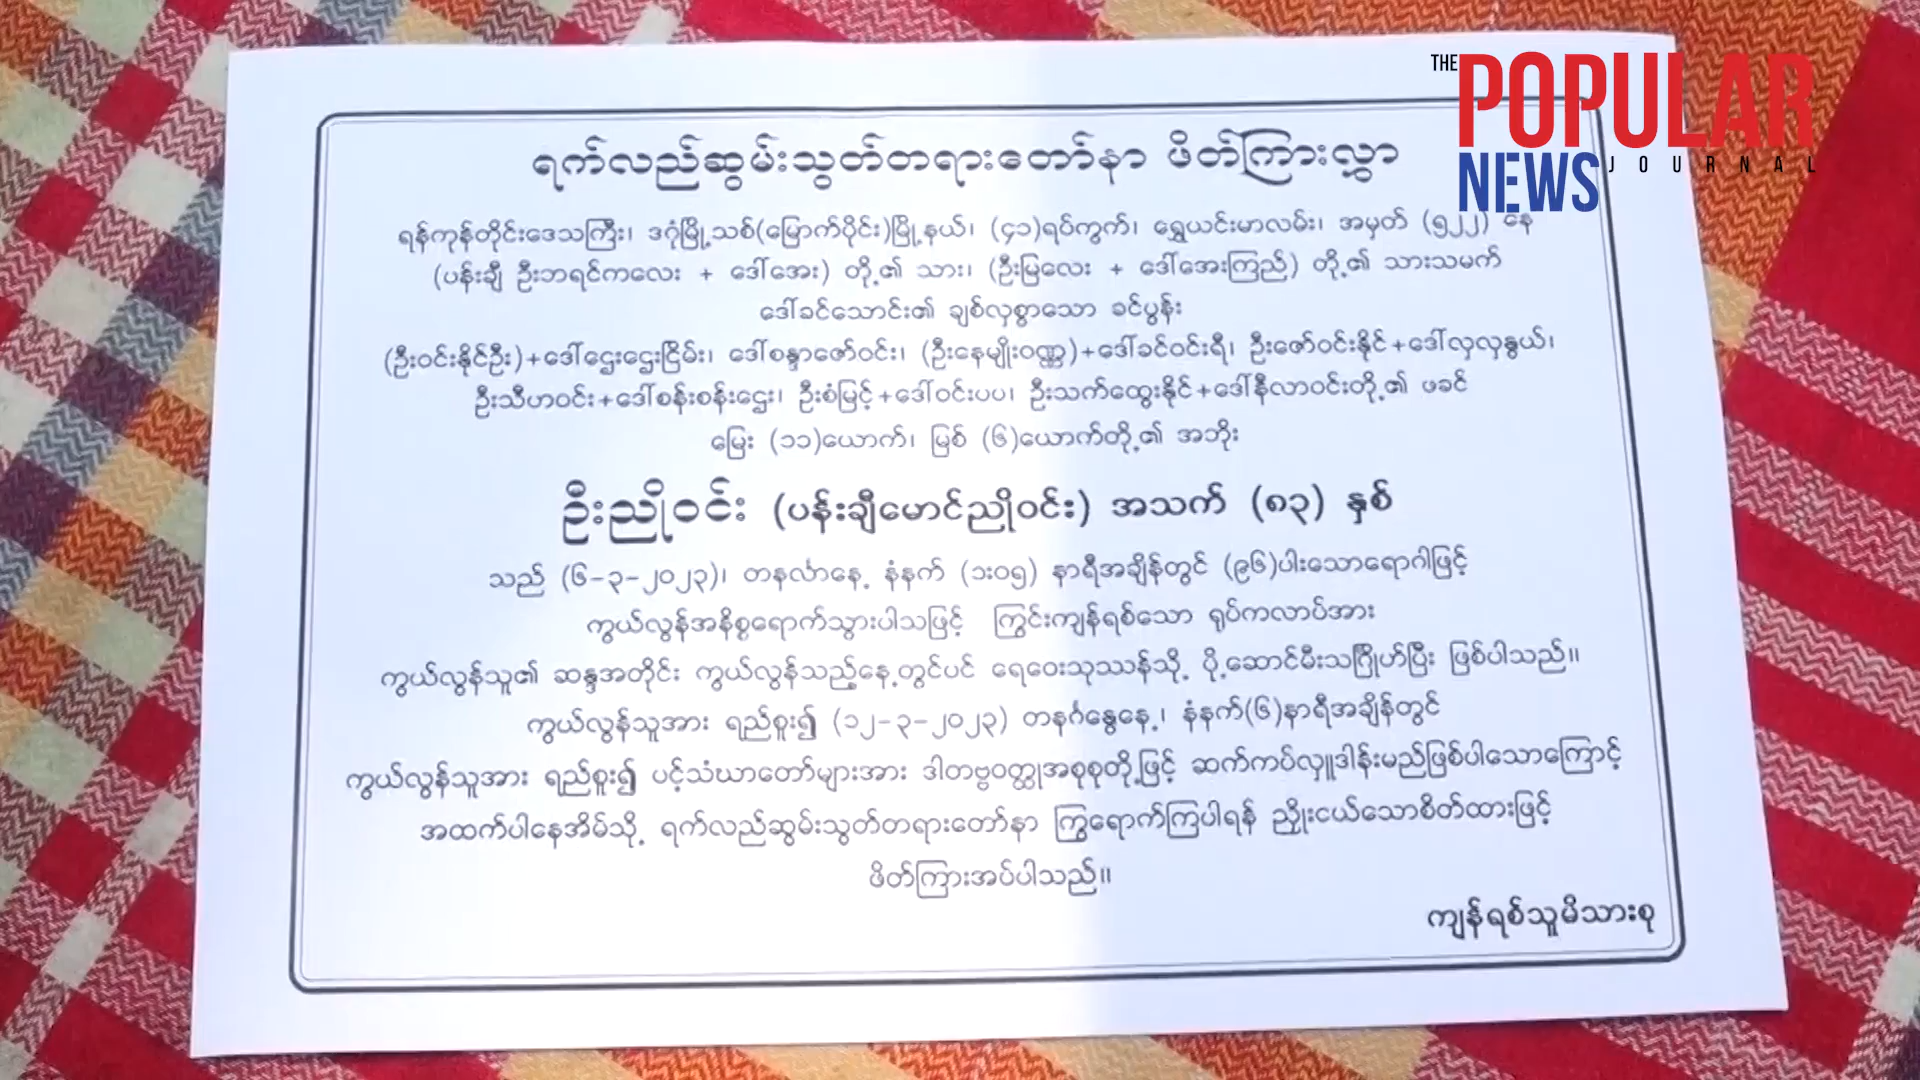 THE POPULAR
NEWS JOURNAL
ရက်လည်ဆွမ်းသွတ်တရားတော်နာ ဖိတ်ကြားလွှာ
ရန်ကုန်တိုင်းဒေသကြီး၊ ဒဂုံမြို့သစ်(မြောက်ပိုင်း)မြို့နယ်၊ (၄၁)ရပ်ကွက်၊ ရွှေယင်းမာလမ်း၊ အမှတ် (၅၂၂) နေ
(ပန်းချီ ဦးဘရင်ကလေး + ဒေါ်အေး) တို့၏ သား၊ (ဦးမြလေး + ဒေါ်အေးကြည်) တို့၏ သားသမက်
ဒေါ်ခင်သောင်း၏ ချစ်လှစွာသော ခင်ပွန်း
(ဦးဝင်းနိုင်ဦး)+ဒေါ်ဌေးဌေးငြိမ်း၊ ဒေါ်စန္ဒာဇော်ဝင်း၊ (ဦးနေမျိုးဝဏ္ဏ)+ဒေါ်ခင်ဝင်းရီ၊ ဦးဇော်ဝင်းနိုင်+ဒေါ်လှလှနွယ်၊
ဦးသီဟဝင်း+ဒေါ်စန်းစန်းဌေး၊ ဦးစံမြင့်+ဒေါ်ဝင်းပပ၊ ဦးသက်ထွေးနိုင်+ဒေါ်နီလာဝင်းတို့၏ ဖခင်
မြေး (၁၁)ယောက်၊ မြစ် (၆)ယောက်တို့၏ အဘိုး
ဦးညိုဝင်း (ပန်းချီမောင်ညိုဝင်း) အသက် (၈၃) နှစ်
သည် (၆-၃-၂၀၂၃)၊ တနင်္လာနေ့ နံနက် (၁း၀၅) နာရီအချိန်တွင် (၉၆)ပါးသောရောဂါဖြင့်
ကွယ်လွန်အနိစ္စရောက်သွားပါသဖြင့် ကြွင်းကျန်ရစ်သော ရုပ်ကလာပ်အား
ကွယ်လွန်သူ၏ ဆန္ဒအတိုင်း ကွယ်လွန်သည့်နေ့တွင်ပင် ရေဝေးသုဿန်သို့ ပို့ဆောင်မီးသဂြိုဟ်ပြီး ဖြစ်ပါသည်။
ကွယ်လွန်သူအား ရည်စူး၍ (၁၂-၃-၂၀၂၃) တနင်္ဂနွေနေ့၊ နံနက်(၆)နာရီအချိန်တွင်
ကွယ်လွန်သူအား ရည်စူး၍ ပင့်သံဃာတော်များအား ဒါတဗ္ဗဝတ္ထုအစုစုတို့ဖြင့် ဆက်ကပ်လှူဒါန်းမည်ဖြစ်ပါသောကြောင့်
အထက်ပါနေအိမ်သို့ ရက်လည်ဆွမ်းသွတ်တရားတော်နာ ကြွရောက်ကြပါရန် ညှိုးငယ်သောစိတ်ထားဖြင့်
ဖိတ်ကြားအပ်ပါသည်။
ကျန်ရစ်သူမိသားစု